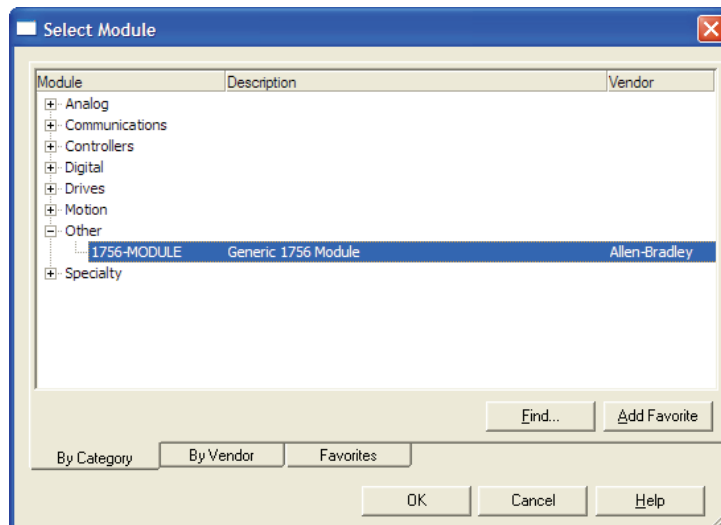 Select Module
Module Description Vendor
Analog
Communications
Controllers
Digital
Drives
Motion
Other
1756-MODULE Generic 1756 Module Allen-Bradley
Specialty
Find... Add Favorite
By Category By Vendor Favorites
OK Cancel Help